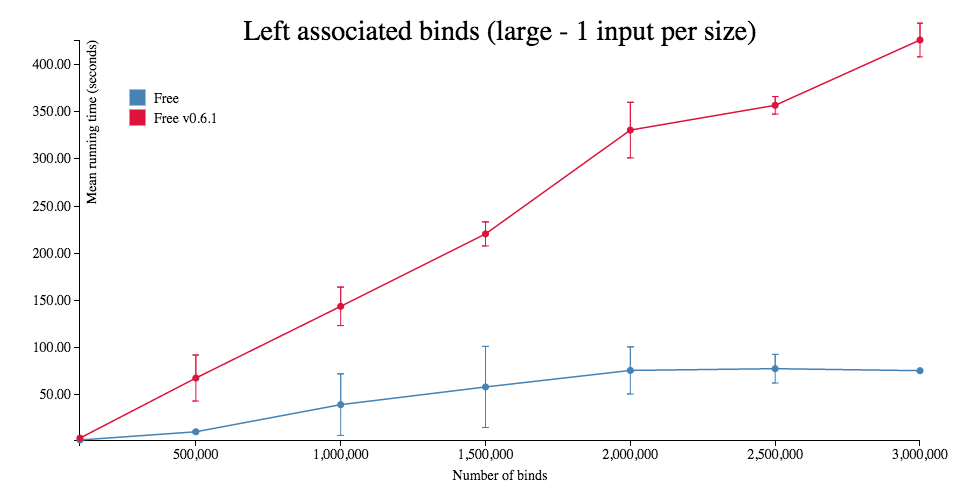 Left associated binds (large - 1 input per size)
Mean running time (seconds)
400.00
350.00
300.00
250.00
200.00
150.00
100.00
50.00
Free
Free v0.6.1
500,000
1,000,000
1,500,000
2,000,000
2,500,000
3,000,000
Number of binds